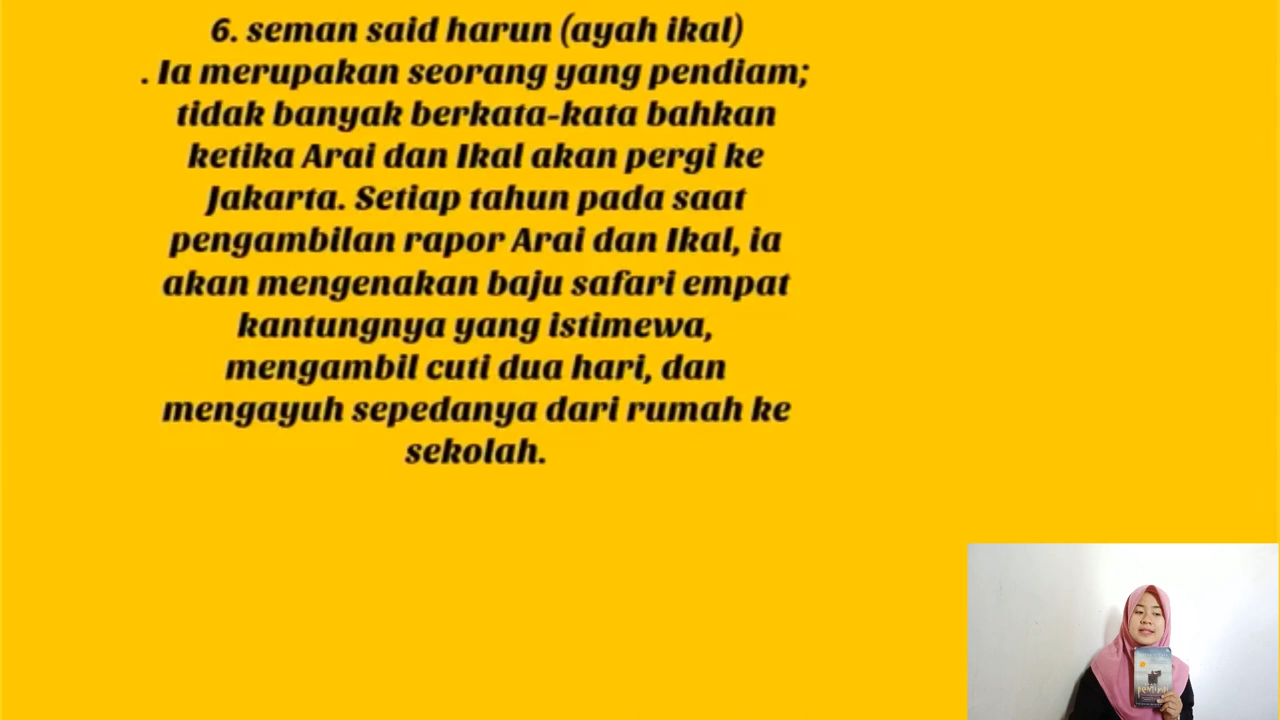 6. seman said harun (ayah ikal)
. Ia merupakan seorang yang pendiam;
tidak banyak berkata-kata bahkan
ketika Arai dan Ikal akan pergi ke
Jakarta. Setiap tahun pada saat
pengambilan rapor Arai dan Ikal, ia
akan mengenakan baju safari empat
kantungnya yang istimewa,
mengambil cuti dua hari, dan
mengayuh sepedanya dari rumah ke
sekolah.